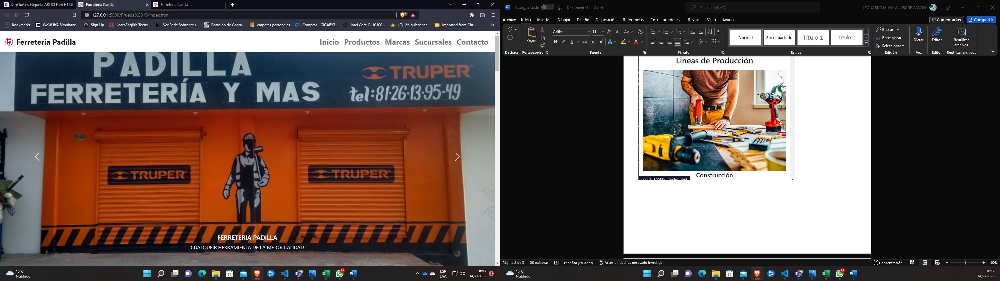 ▷ ¿Qué es Etiqueta ARTICLE en HTML
Ferreteria Padilla
Ferreteria Padilla
127.0.0.1:5500/Prueba%201B/index.html
Bookmarks
WoW BfA Simulator...
Sign Up
LearnEnglish Teens...
Ver Serie Sobrenatu...
Rotación de Conta...
carpetas personales
Comprar - GIGABYT...
Intel Core i3-10100...
¿Quién quiere ser...
Imported from Chr...
»
FP Ferreteria Padilla
Inicio Productos Marcas Sucursales Contacto
PADILLA
FERRETERÍA Y MAS
TRUPER
tel:81-26-13-95-49
158A
TRUPER
TRUPER
FERRETERIA PADILLA
CUALQUEIR HERRAMIENTA DE LA MEJOR CALIDAD
13°C
Nublado
36
ESP
LAA
18:17
14/7/2022
2
Autoguardado
Documento1 - Word
Buscar (Alt+Q)
LEONARDO MIJAIL ANDRADE CANDO
Archivo Inicio Insertar Dibujar Diseño Disposición Referencias Correspondencia Revisar Vista Ayuda
Comentarios
Compartir
Deshacer
Pegar
Portapapeles
Calibri 11
Aa
N K S ab
Fuente
Párrafo
Normal
Sin espaciado
Título 1
Título 2
Estilos
Buscar
Reemplazar
Seleccionar
Edición
Dictar
Voz
Editor
Editor
Reutilizar archivos
Reutilizar archivos
Lineas de Producción
Construcción
127.0.0.1:5500/.../index.html
Página 2 de 3
26 palabras
Español (Ecuador)
Accesibilidad: es necesario investigar
Concentración
100%
13°C
Nublado
36
18:17
14/7/2022